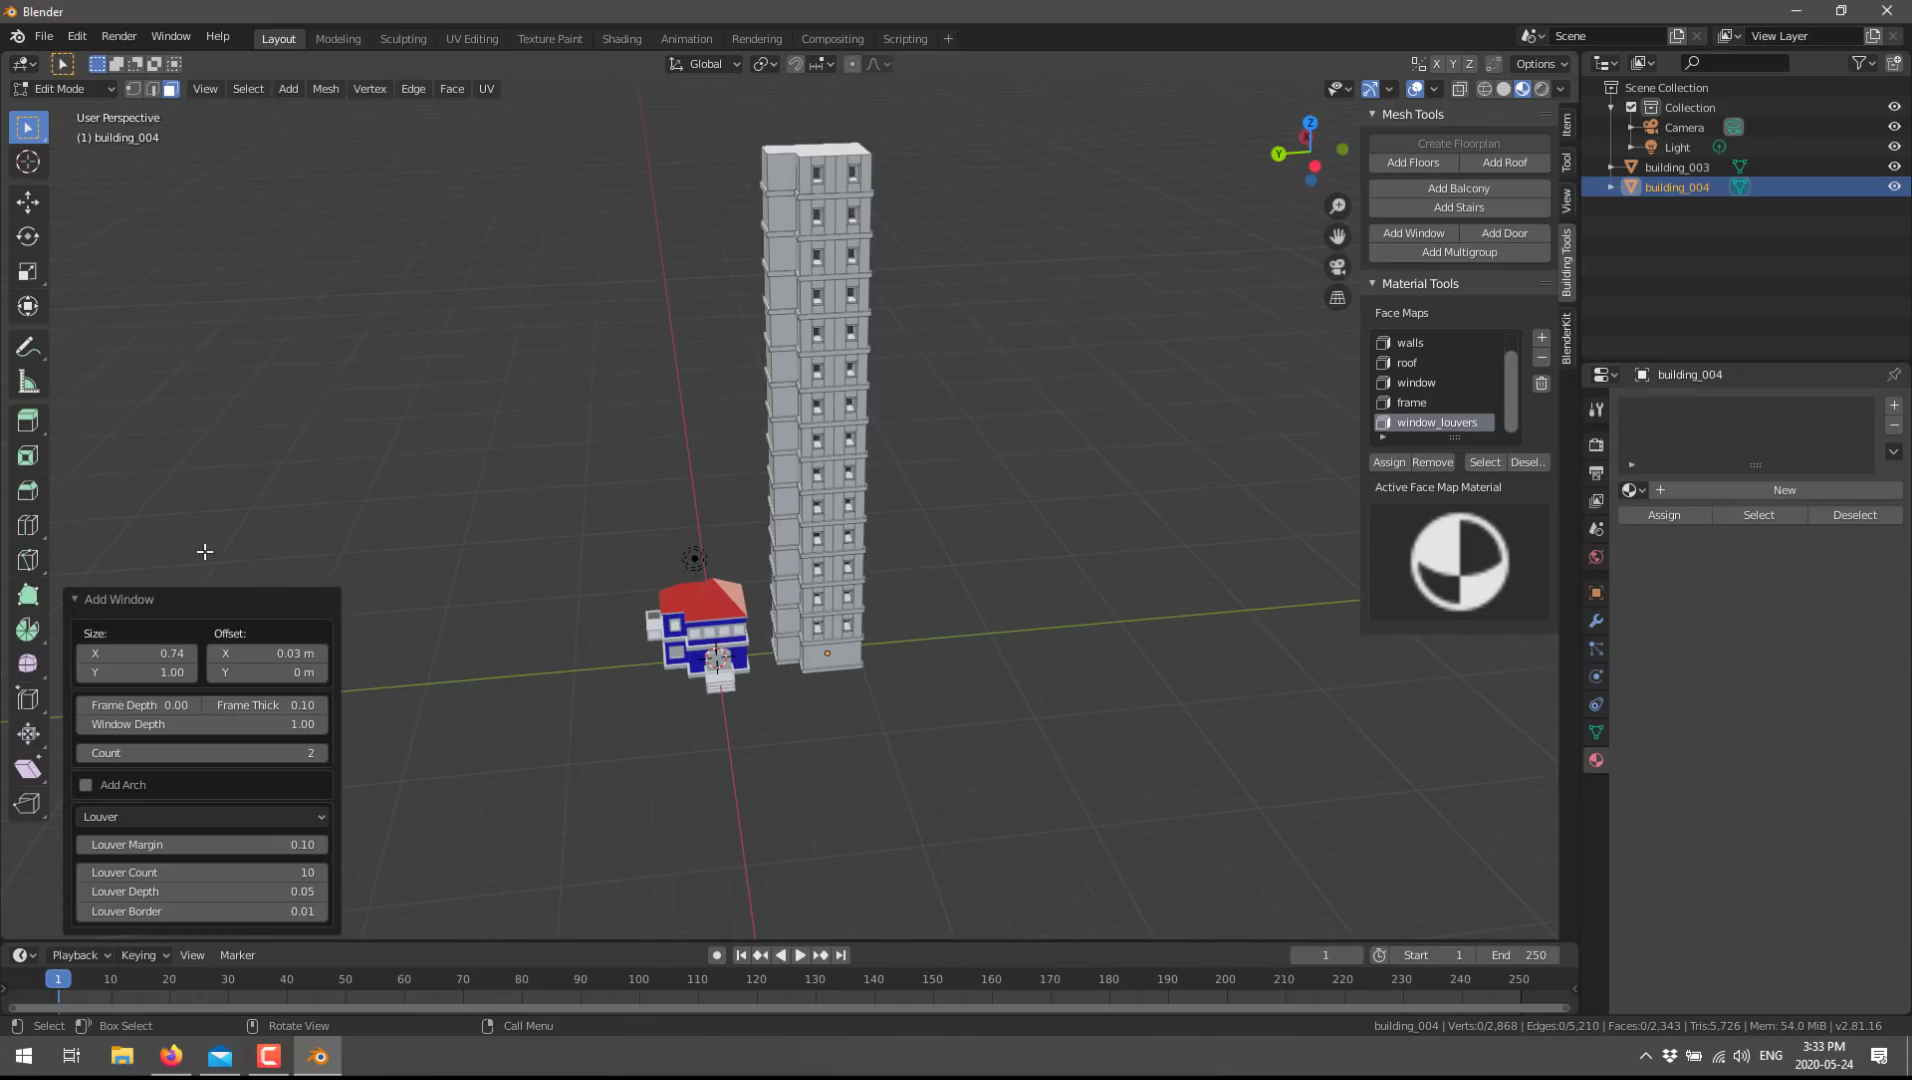 Blender
File Edit Render Window Help
Layout Modeling Sculpting UV Editing Texture Paint Shading Animation Rendering Compositing Scripting +
Scene
View Layer
Global
X Y Z
Options
Edit Mode
View Select Add Mesh Vertex Edge Face UV
User Perspective
(1) building_004
Z
X
Y
Mesh Tools
Create Floorplan
Add Floors Add Roof
Add Balcony
Add Stairs
Add Window Add Door
Add Multigroup
Material Tools
Face Maps
walls
roof
window
frame
window_louvers
Assign Remove Select Desel..
Active Face Map Material
Item
Tool
View
Building Tools
BlenderKit
Scene Collection
Collection
Camera
Light
building_003
building_004
building_004
New
Assign Select Deselect
Add Window
Size: Offset:
X 0.74 X 0.03 m
Y 1.00 Y 0 m
Frame Depth 0.00 Frame Thick 0.10
Window Depth 1.00
Count 2
Add Arch
Louver
Louver Margin 0.10
Louver Count 10
Louver Depth 0.05
Louver Border 0.01
Playback Keying View Marker
1 Start 1 End 250
1 10 20 30 40 50 60 70 80 90 100 110 120 130 140 150 160 170 180 190 200 210 220 230 240 250
Select Box Select Rotate View Call Menu
building_004 | Verts:0/2,868 | Edges:0/5,210 | Faces:0/2,343 | Tris:5,726 | Mem: 54.0 MiB | v2.81.16
ENG
3:33 PM
2020-05-24